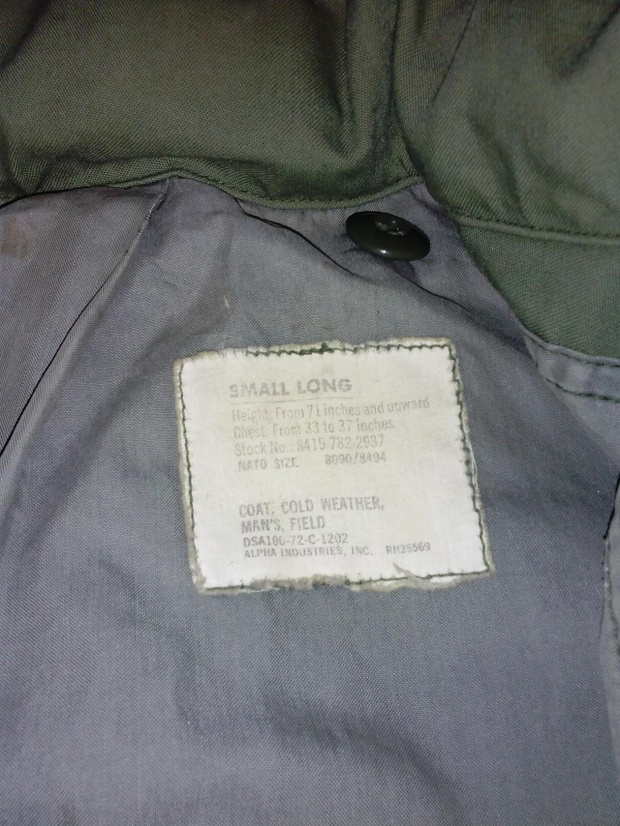 SMALL LONG
Height: From 71 inches and upward
Chest: From 33 to 37 inches
Stock No.: 8415-782-2937
NATO SIZE 8090/8494
COAT, COLD WEATHER,
MAN'S, FIELD
DSA100-72-C-1202
ALPHA INDUSTRIES, INC. RH35569